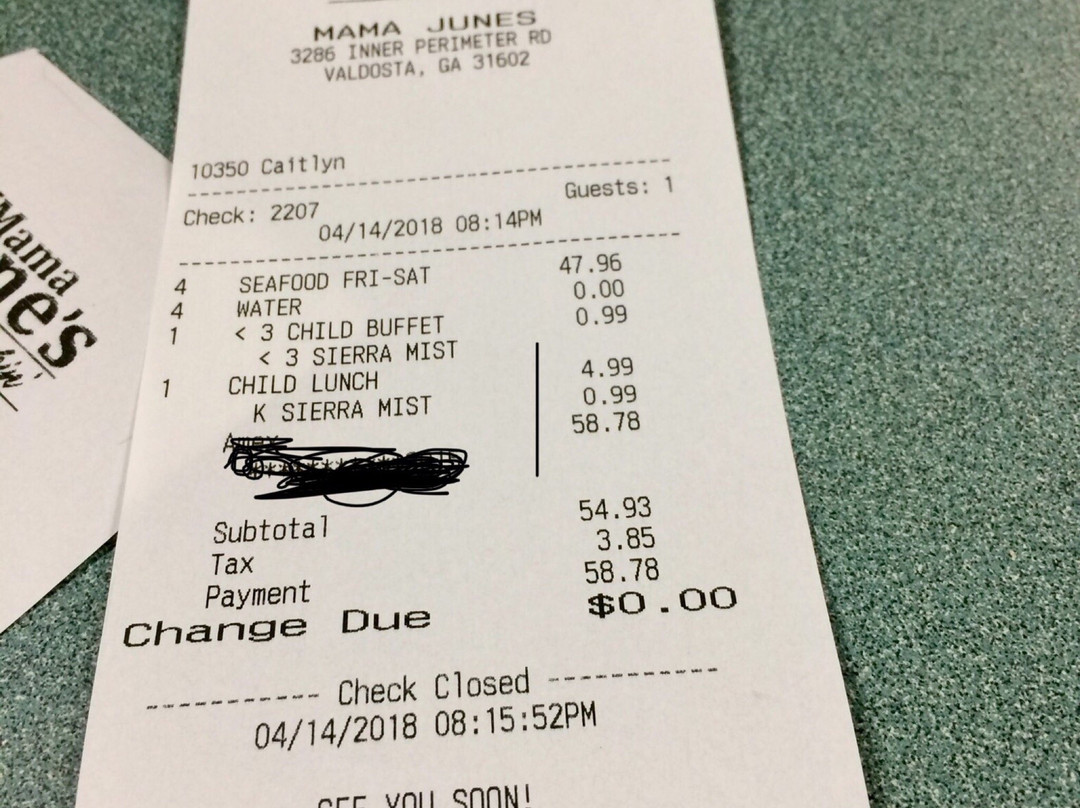 MAMA JUNES
3286 INNER PERIMETER RD
VALDOSTA, GA 31602
10350 Caitlyn
Check: 2207 Guests: 1
04/14/2018 08:14PM
4 SEAFOOD FRI-SAT 47.96
4 WATER 0.00
1 < 3 CHILD BUFFET 0.99
< 3 SIERRA MIST
1 CHILD LUNCH 4.99
K SIERRA MIST 0.99
58.78
Subtotal 54.93
Tax 3.85
Payment 58.78
Change Due $0.00
Check Closed
04/14/2018 08:15:52PM
SEE YOU SOON!
Mama
ne's